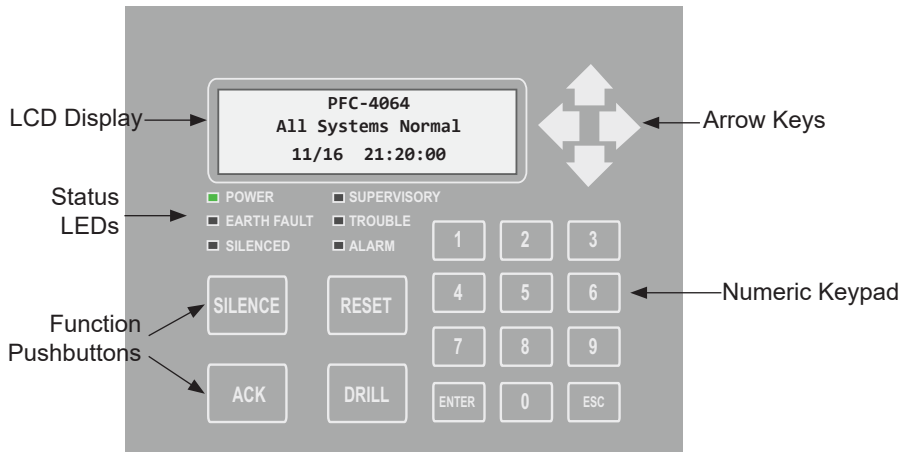 PFC-4064
All Systems Normal
11/16 21:20:00
LCD Display
Arrow Keys
Status
LEDs
POWER
SUPERVISORY
EARTH FAULT
TROUBLE
SILENCED
ALARM
1 2 3
4 5 6
7 8 9
ENTER 0 ESC
Numeric Keypad
Function
Pushbuttons
SILENCE RESET
ACK DRILL